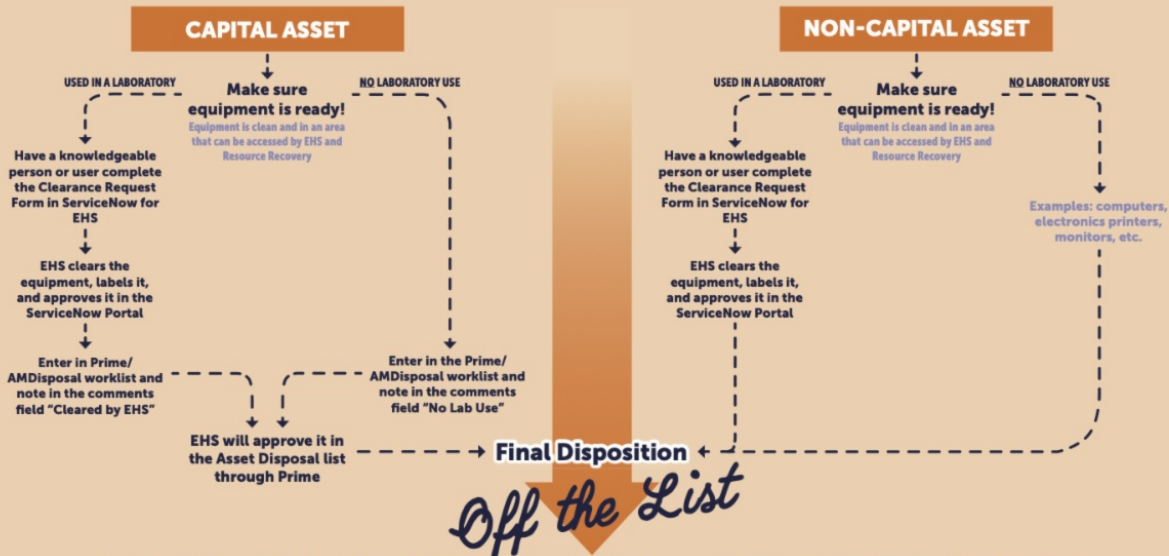 CAPITAL ASSET
USED IN A LABORATORY
Make sure
equipment is ready!
Equipment is clean and in an area
that can be accessed by EHS and
Resource Recovery
NO LABORATORY USE
Have a knowledgeable
person or user complete
the Clearance Request
Form in ServiceNow for
EHS
EHS clears the
equipment, labels it,
and approves it in the
ServiceNow Portal
Enter in Prime/
AMDisposal worklist and
note in the comments
field "Cleared by EHS"
Enter in the Prime/
AMDisposal worklist and
note in the comments
field "No Lab Use"
EHS will approve it in
the Asset Disposal list
through Prime
NON-CAPITAL ASSET
USED IN A LABORATORY
Make sure
equipment is ready!
Equipment is clean and in an area
that can be accessed by EHS and
Resource Recovery
NO LABORATORY USE
Have a knowledgeable
person or user complete
the Clearance Request
Form in ServiceNow for
EHS
EHS clears the
equipment, labels it,
and approves it in the
ServiceNow Portal
Examples: computers,
electronics printers,
monitors, etc.
Final Disposition
Off the List